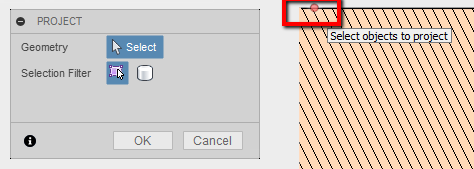 PROJECT
Geometry Select
Select objects to project
Selection Filter
OK Cancel